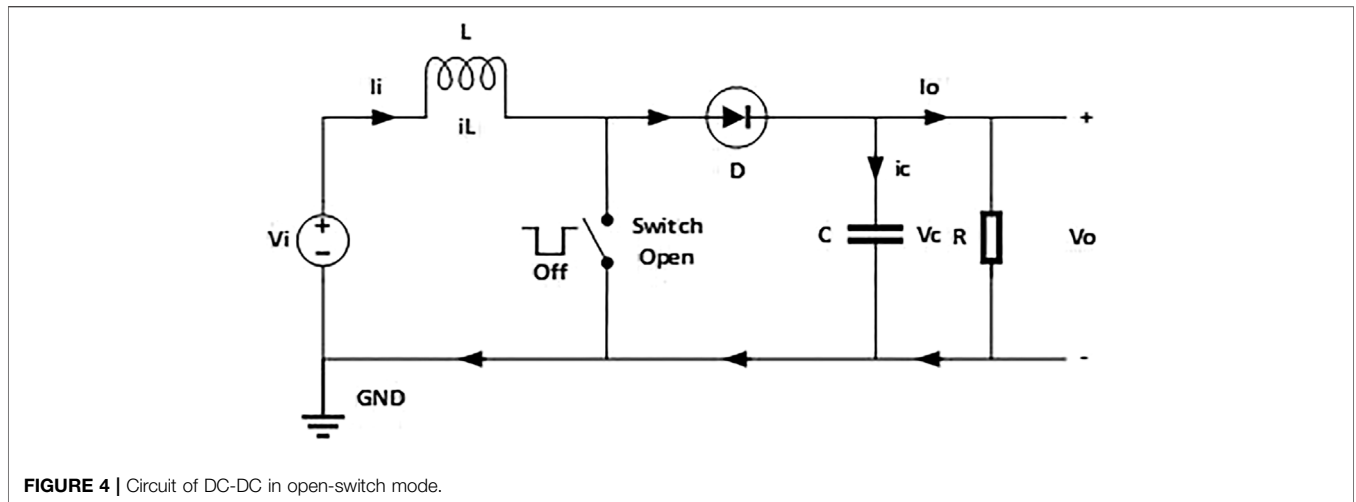 L
Ii
iL
Io
+
D
ic
Vi
+
-
Off
Switch
Open
C
Vc
R
Vo
-
GND
FIGURE 4 | Circuit of DC-DC in open-switch mode.